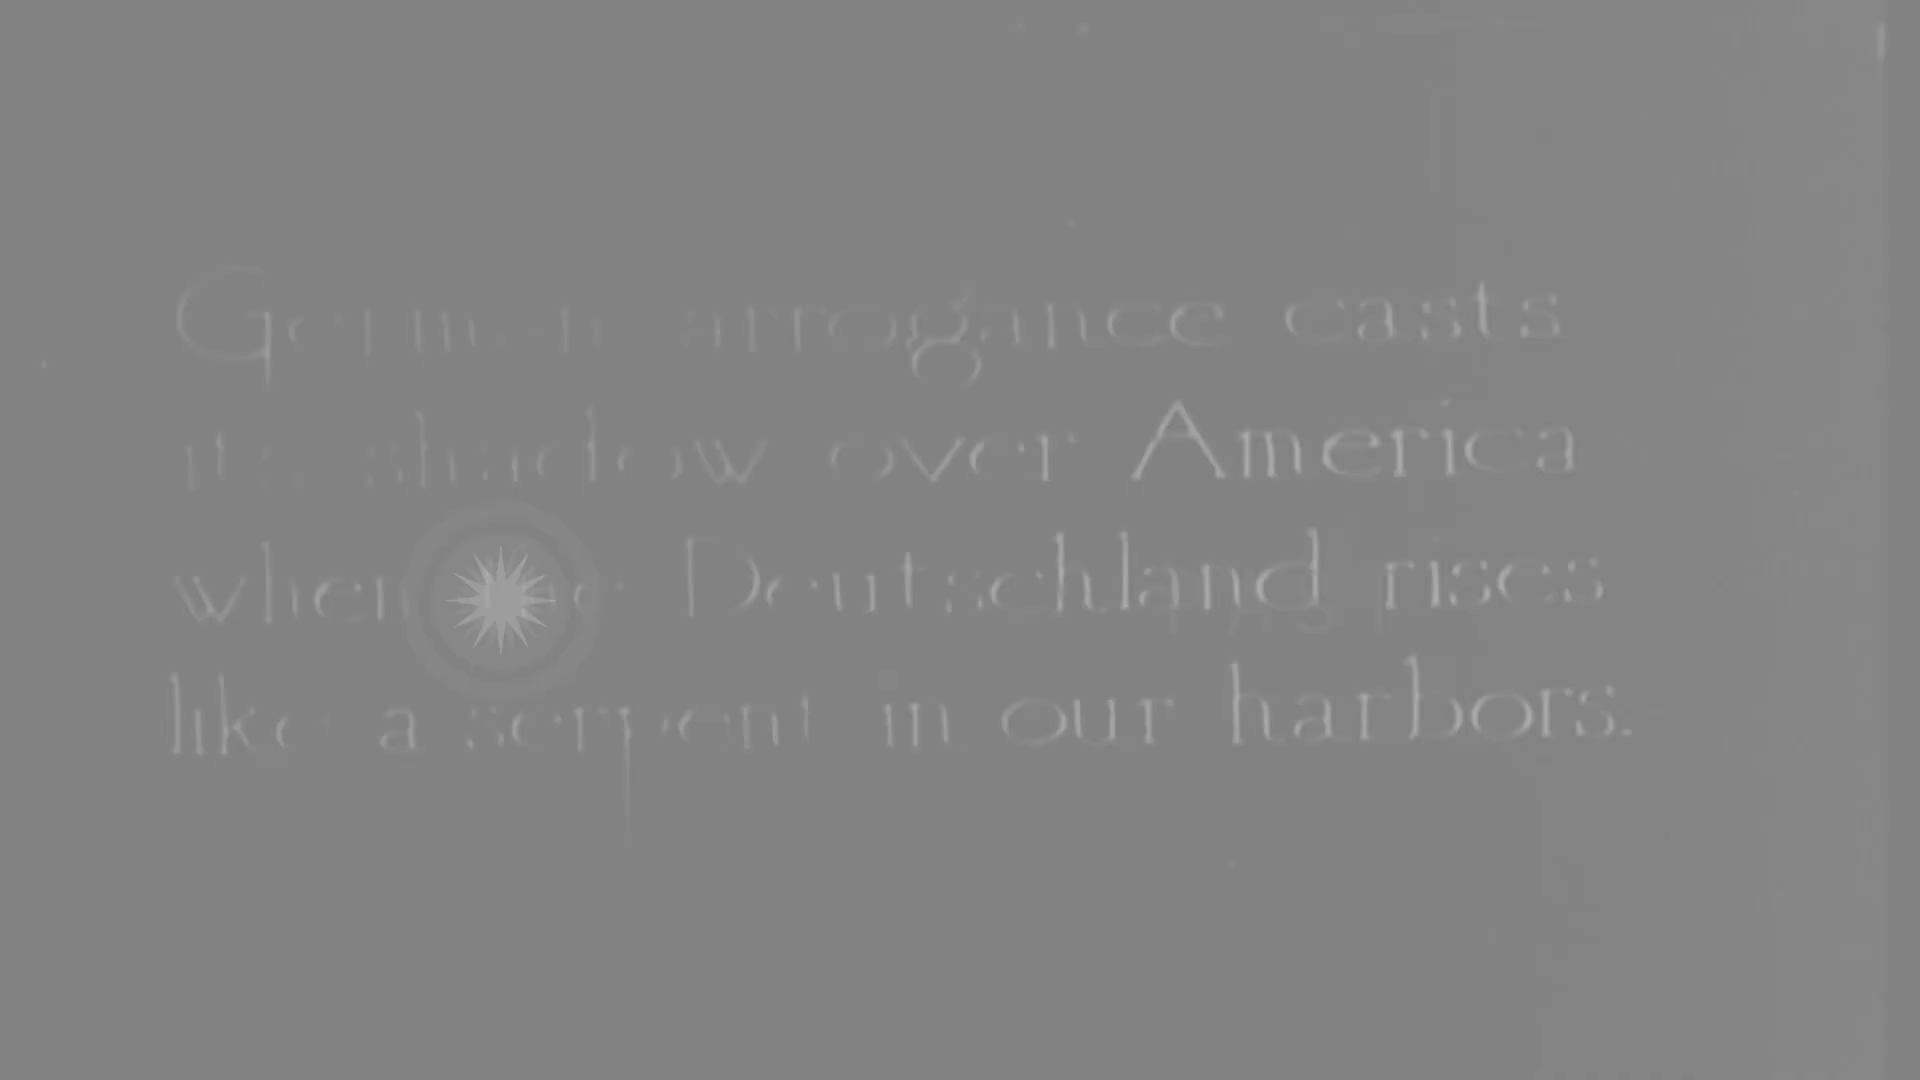 German arrogance casts
its shadow over America
when the Deutschland rises
like a serpent in our harbors.